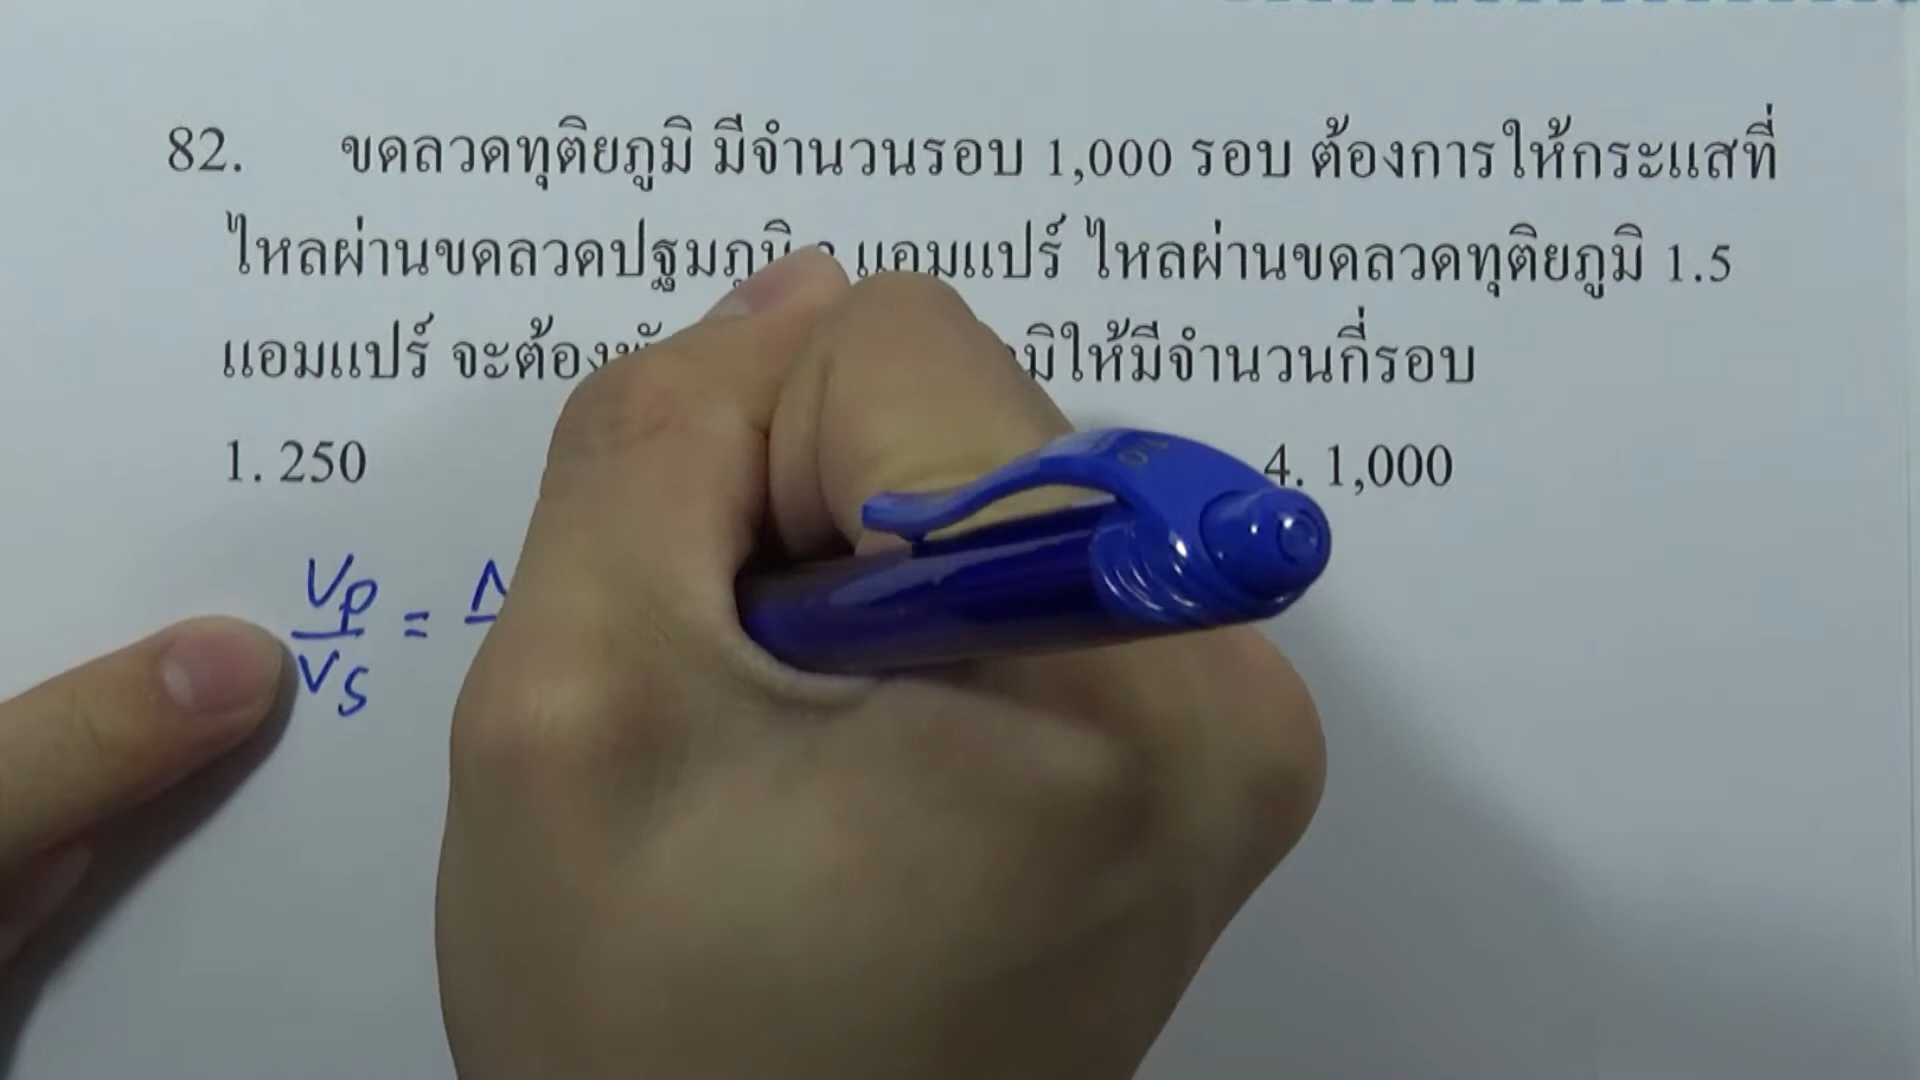 82. ขดลวดทุติยภูมิ มีจำนวนรอบ 1,000 รอบ ต้องการให้กระแสที่
ไหลผ่านขดลวดปฐมภูมิ แอมแปร์ ไหลผ่านขดลวดทุติยภูมิ 1.5
แอมแปร์ จะต้อง ให้มีจำนวนกี่รอบ
1. 250 4. 1,000
Vp =
Vs